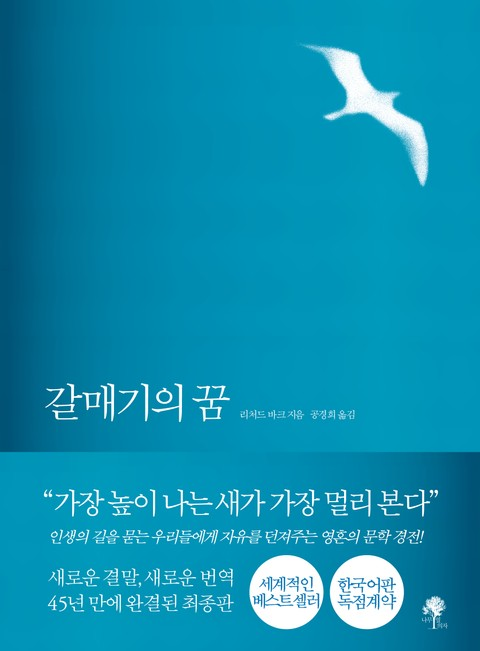 갈매기의 꿈 리처드 바크 지음 공경희 옮김
“가장 높이 나는 새가 가장 멀리 본다”
인생의 길을 묻는 우리들에게 자유를 던져주는 영혼의 문학 경전!
새로운 결말, 새로운 번역
45년 만에 완결된 최종판
세계적인
베스트셀러
한국어판
독점계약
나무옆의자